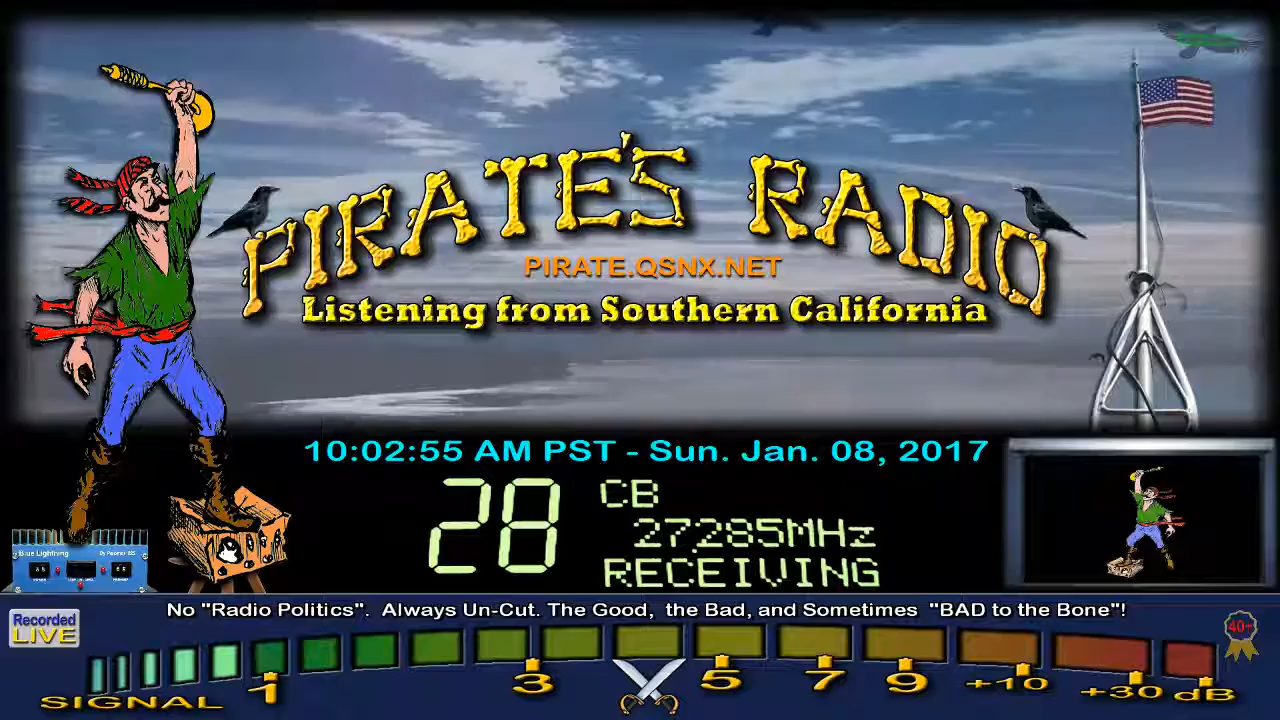 PIRATE'S RADIO
PIRATE.QSNX.NET
Listening from Southern California
10:02:55 AM PST - Sun. Jan. 08, 2017
28
CB
27.285MHz
RECEIVING
Blue Lightning
No "Radio Politics". Always Un-Cut. The Good, the Bad, and Sometimes "BAD to the Bone"!
Recorded
LIVE
40+
SIGNAL 1 3 5 7 9 +10 +30 dB